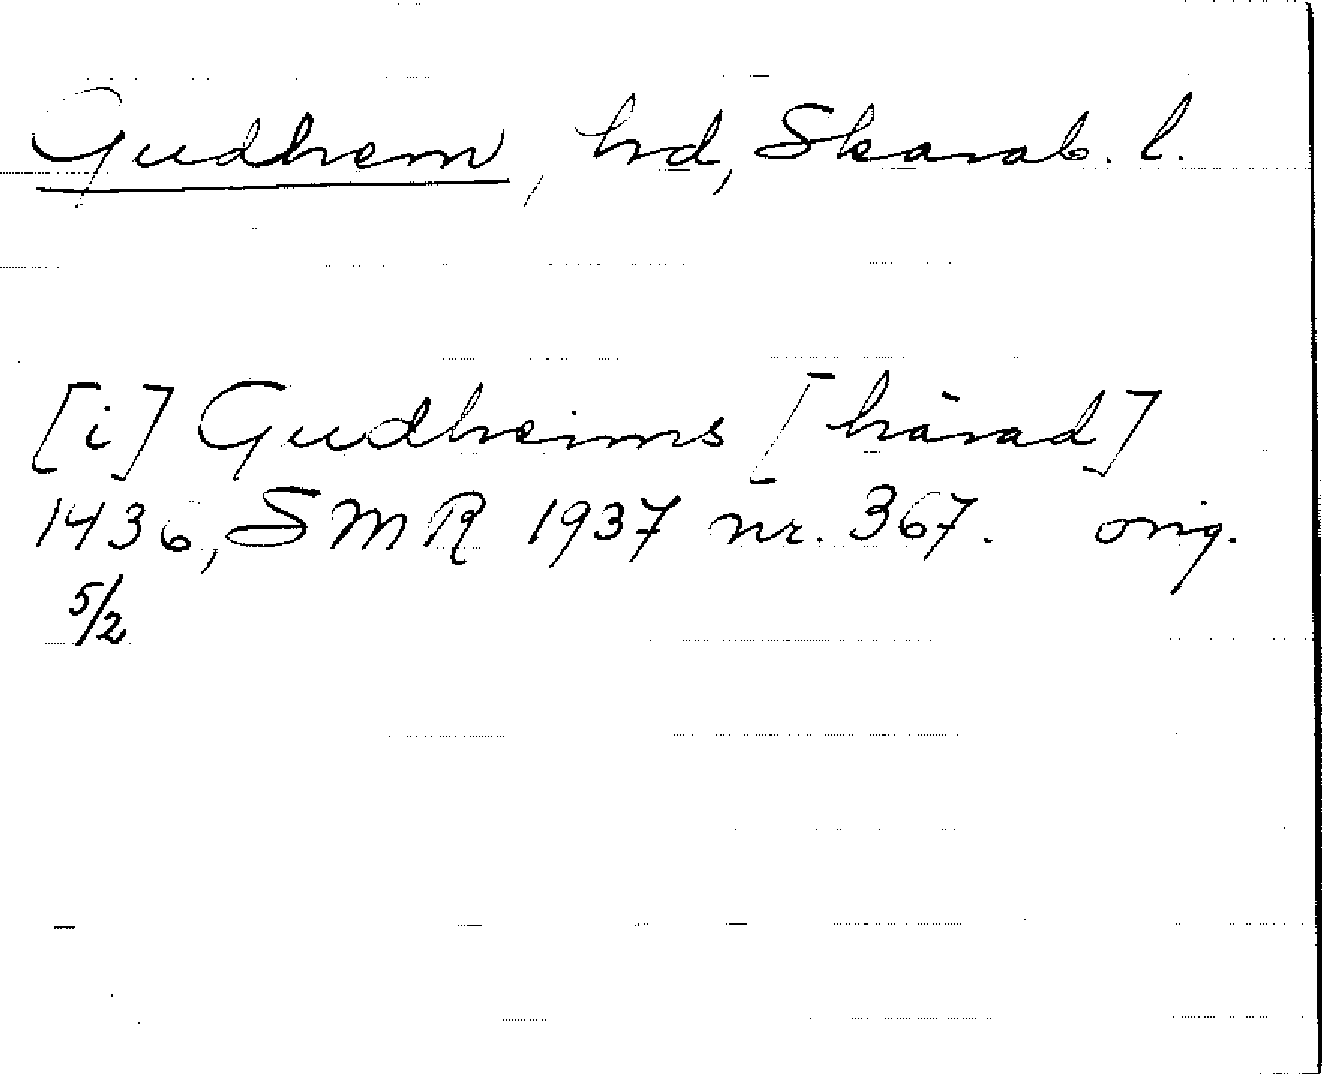 Gudhem, hd, Skarab. l.
[i] Gudheims [härad]
1436, SMR 1937 nr. 367. orig.
5/2